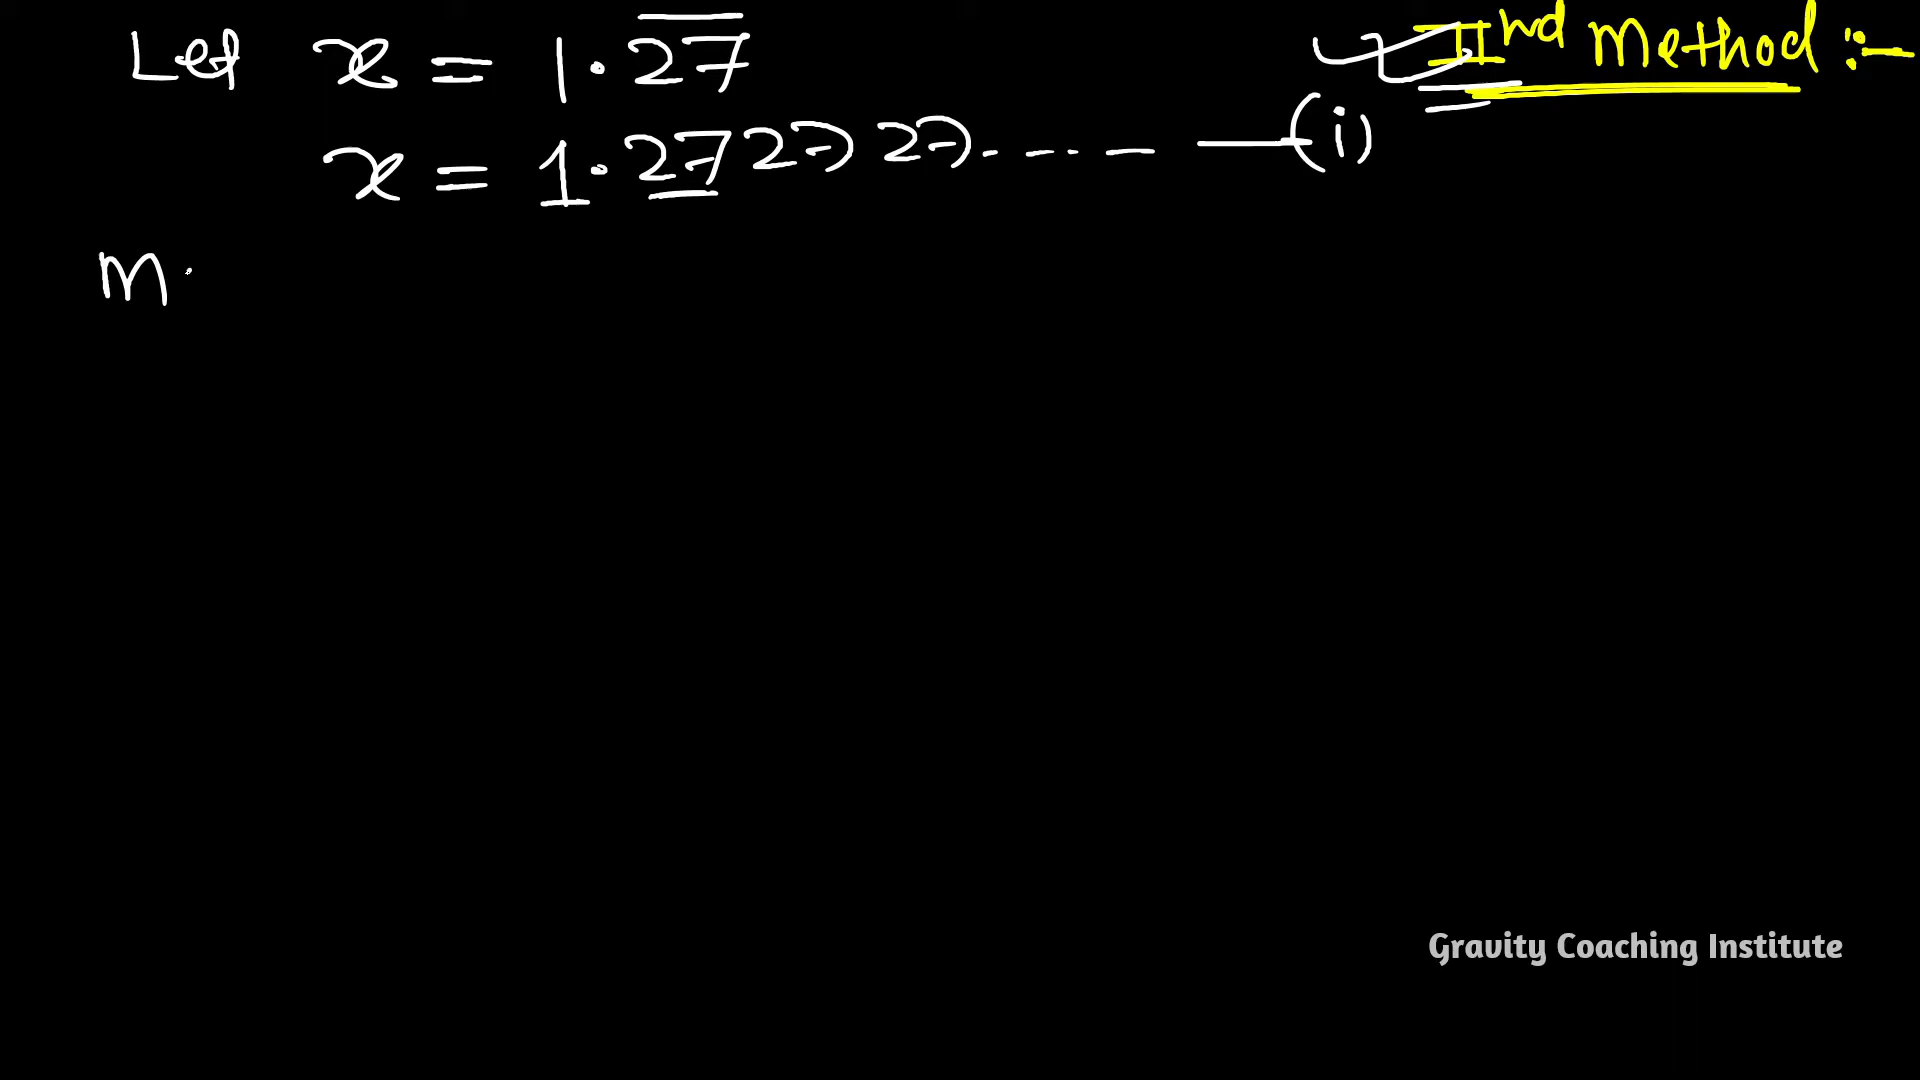 Let x = 1.2̅7̅
IInd Method :-
x = 1.272727..---- —(i)
M
Gravity Coaching Institute